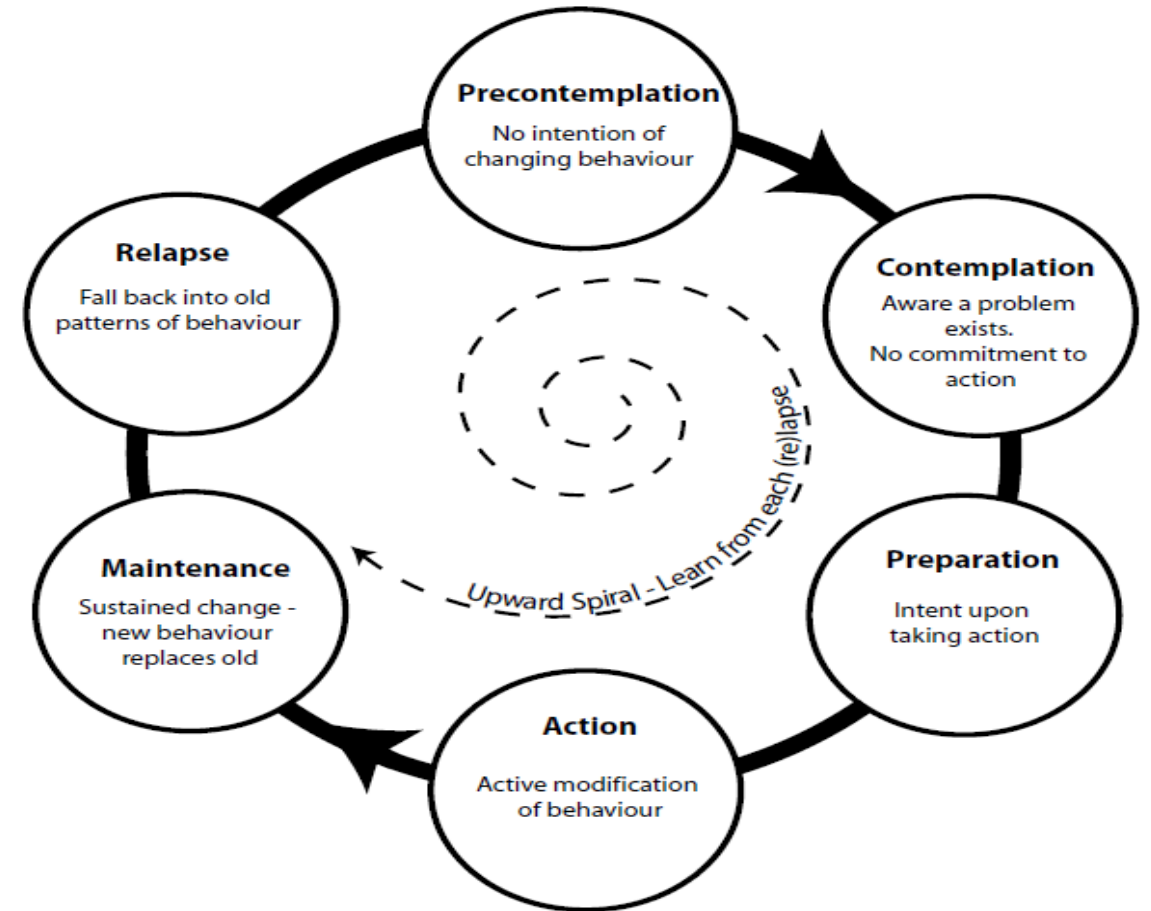 Precontemplation
No intention of
changing behaviour
Contemplation
Aware a problem
exists.
No commitment to
action
Preparation
Intent upon
taking action
Action
Active modification
of behaviour
Maintenance
Sustained change -
new behaviour
replaces old
Relapse
Fall back into old
patterns of behaviour
Upward Spiral - Learn from each (re)lapse